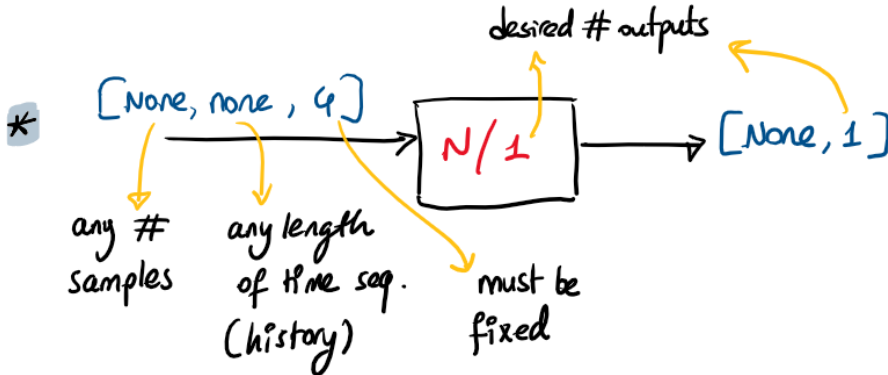 desired # outputs
* [None, none, 4]
N/1
[None, 1]
any #
samples
any length
of time seq.
(history)
must be
fixed